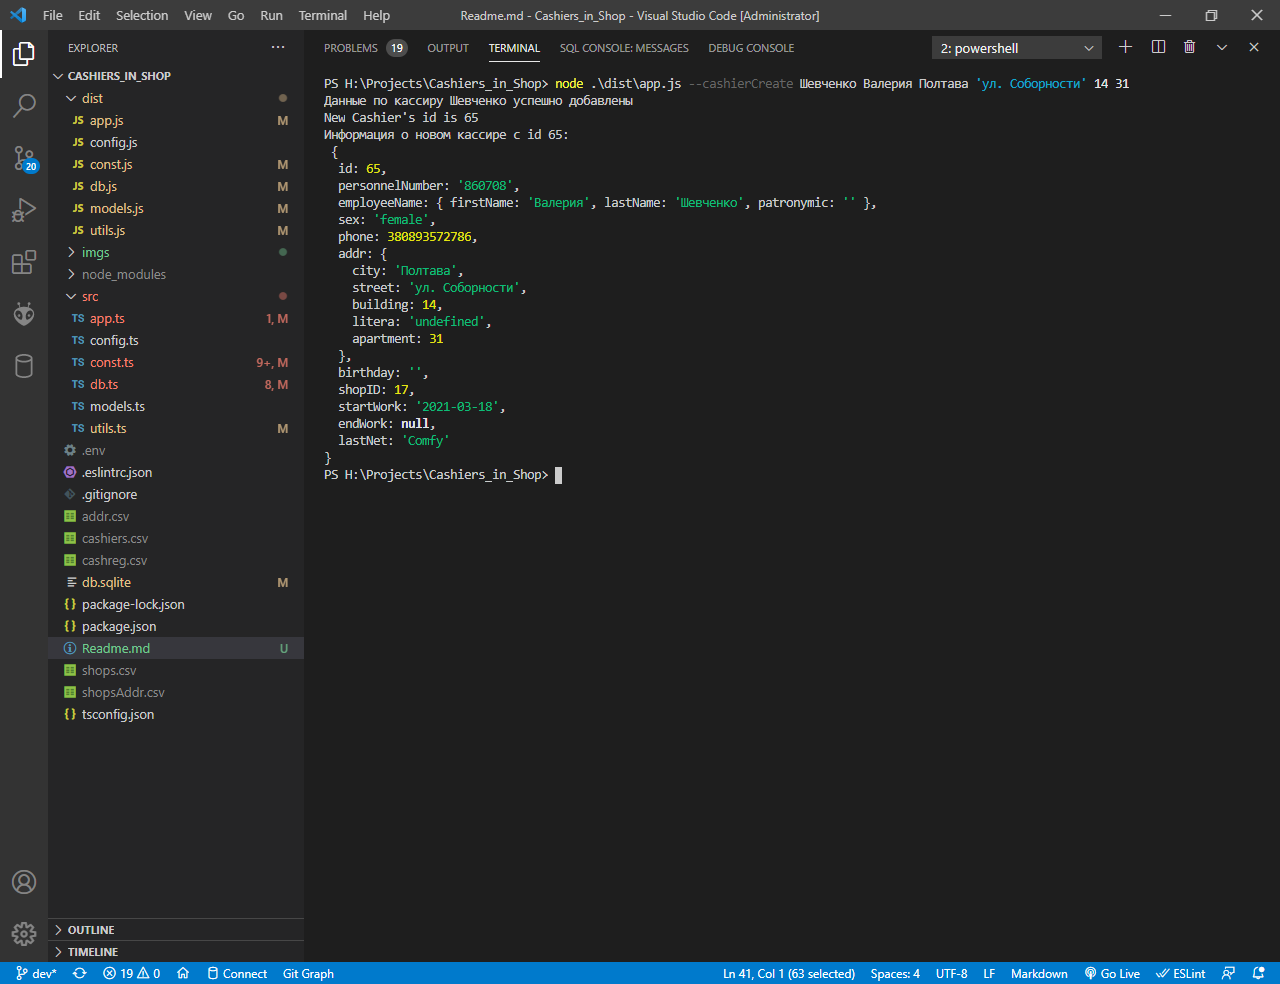 File Edit Selection View Go Run Terminal Help Readme.md - Cashiers_in_Shop - Visual Studio Code [Administrator]
EXPLORER ···
CASHIERS_IN_SHOP
dist
JS app.js M
JS config.js
JS const.js M
JS db.js M
JS models.js M
JS utils.js M
imgs
node_modules
src
TS app.ts 1, M
TS config.ts
TS const.ts 9+, M
TS db.ts 8, M
TS models.ts
TS utils.ts M
.env
.eslintrc.json
.gitignore
addr.csv
cashiers.csv
cashreg.csv
db.sqlite M
{} package-lock.json
{} package.json
Readme.md U
shops.csv
shopsAddr.csv
{} tsconfig.json
OUTLINE
TIMELINE
20
PROBLEMS 19 OUTPUT TERMINAL SQL CONSOLE: MESSAGES DEBUG CONSOLE 2: powershell
PS H:\Projects\Cashiers_in_Shop> node .\dist\app.js --cashierCreate Шевченко Валерия Полтава 'ул. Соборности' 14 31
Данные по кассиру Шевченко успешно добавлены
New Cashier's id is 65
Информация о новом кассире с id 65:
{
id: 65,
personnelNumber: '860708',
employeeName: { firstName: 'Валерия', lastName: 'Шевченко', patronymic: '' },
sex: 'female',
phone: 380893572786,
addr: {
city: 'Полтава',
street: 'ул. Соборности',
building: 14,
litera: 'undefined',
apartment: 31
},
birthday: '',
shopID: 17,
startWork: '2021-03-18',
endWork: null,
lastNet: 'Comfy'
}
PS H:\Projects\Cashiers_in_Shop>
dev* 19 0 Connect Git Graph Ln 41, Col 1 (63 selected) Spaces: 4 UTF-8 LF Markdown Go Live ESLint